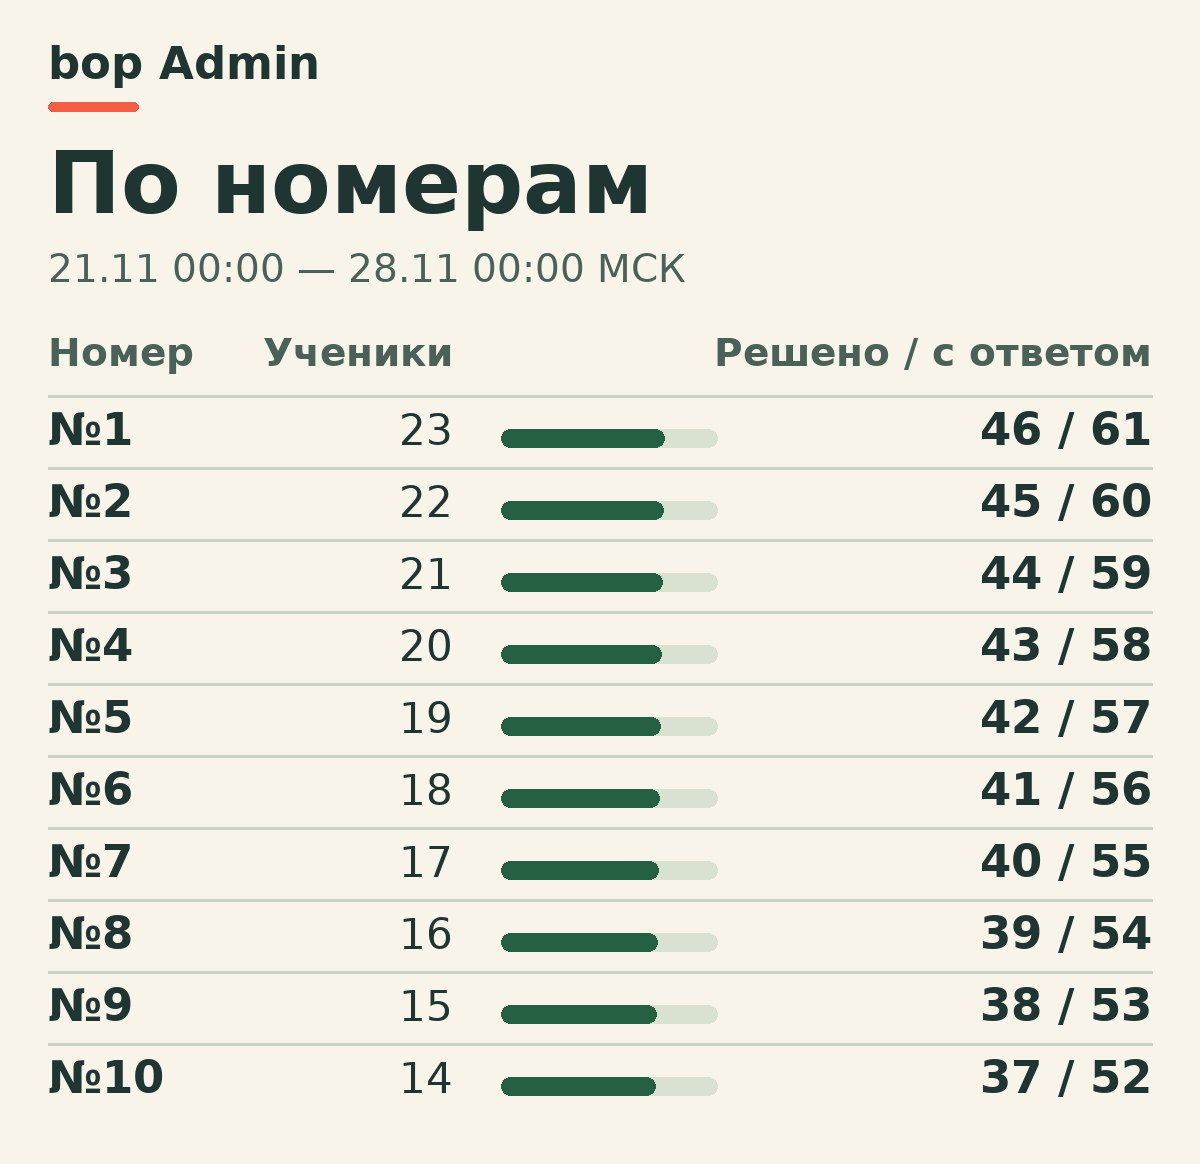 bop Admin
По номерам
21.11 00:00 — 28.11 00:00 МСК
Номер Ученики Решено / с ответом
№1 23 46 / 61
№2 22 45 / 60
№3 21 44 / 59
№4 20 43 / 58
№5 19 42 / 57
№6 18 41 / 56
№7 17 40 / 55
№8 16 39 / 54
№9 15 38 / 53
№10 14 37 / 52